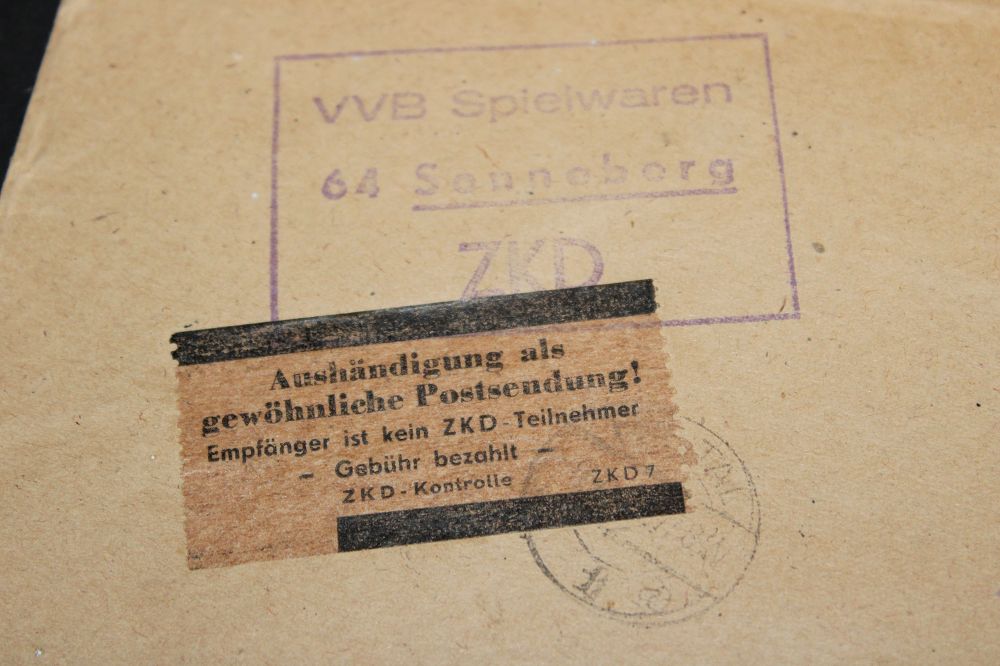 VVB Spielwaren
64 Sonneberg
ZKD
Aushändigung als
gewöhnliche Postsendung!
Empfänger ist kein ZKD-Teilnehmer
- Gebühr bezahlt -
ZKD-Kontrolle ZKD 7